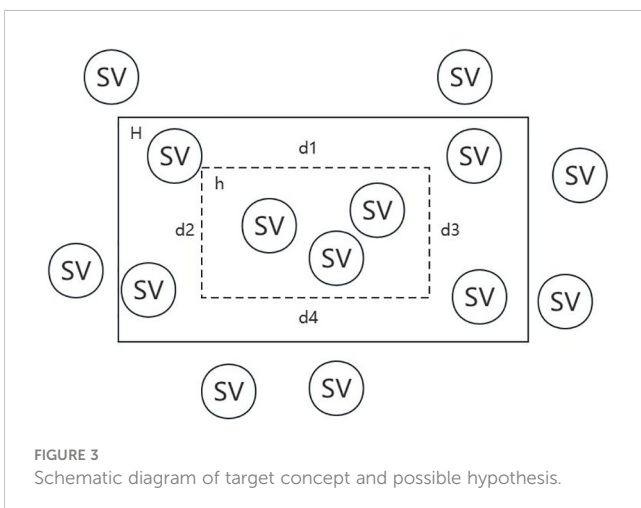 SV SV
H SV d1 SV SV
h
SV SV
d2 d3
SV
SV SV SV SV
d4
SV SV
FIGURE 3
Schematic diagram of target concept and possible hypothesis.